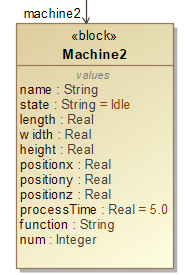 machine2
«block»
Machine2
values
name : String
state : String = Idle
length : Real
width : Real
height : Real
positionx : Real
positiony : Real
positionz : Real
processTime : Real = 5.0
function : String
num : Integer